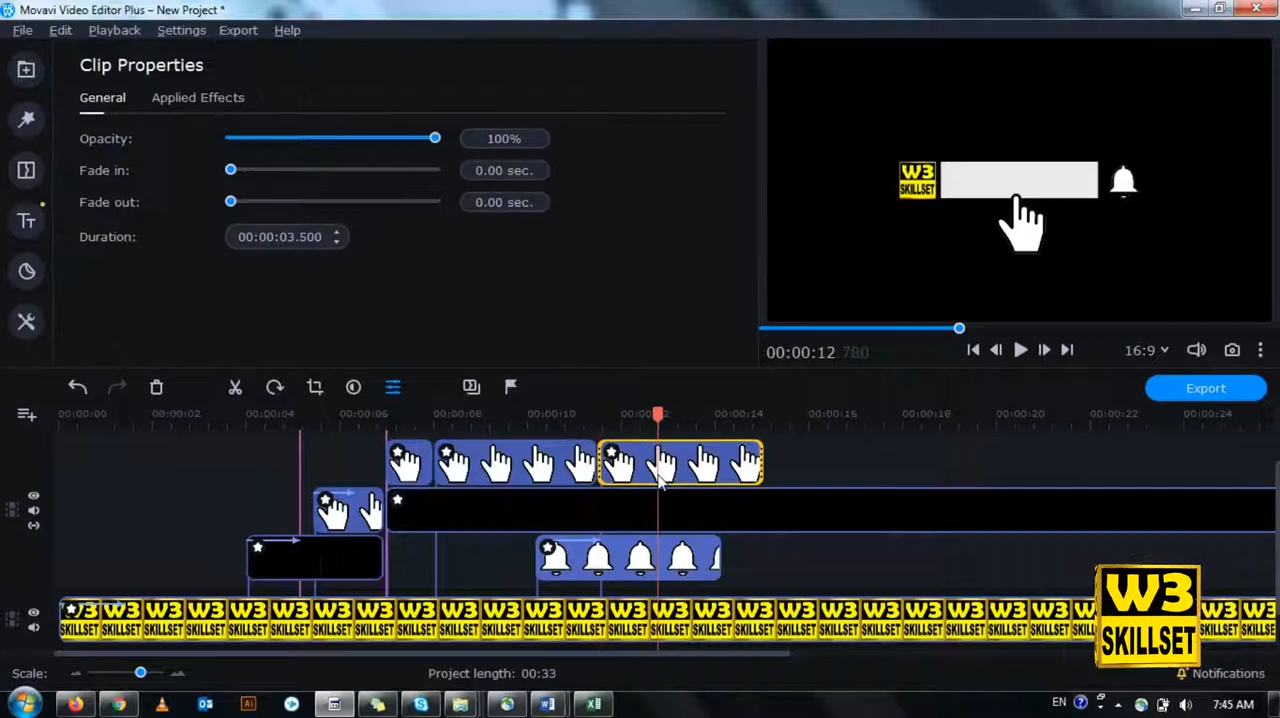 Movavi Video Editor Plus – New Project *
File Edit Playback Settings Export Help
Clip Properties
General Applied Effects
Opacity: 100%
Fade in: 0.00 sec.
Fade out: 0.00 sec.
Duration: 00:00:03.500
W3
SKILLSET
00:00:12.780
16:9
Export
00:00:00 00:00:02 00:00:04 00:00:06 00:00:08 00:00:10 00:00:14 00:00:16 00:00:18 00:00:20 00:00:22 00:00:24
W3
SKILLSET
W3
SKILLSET
Scale: Project length: 00:33 Notifications
EN 7:45 AM